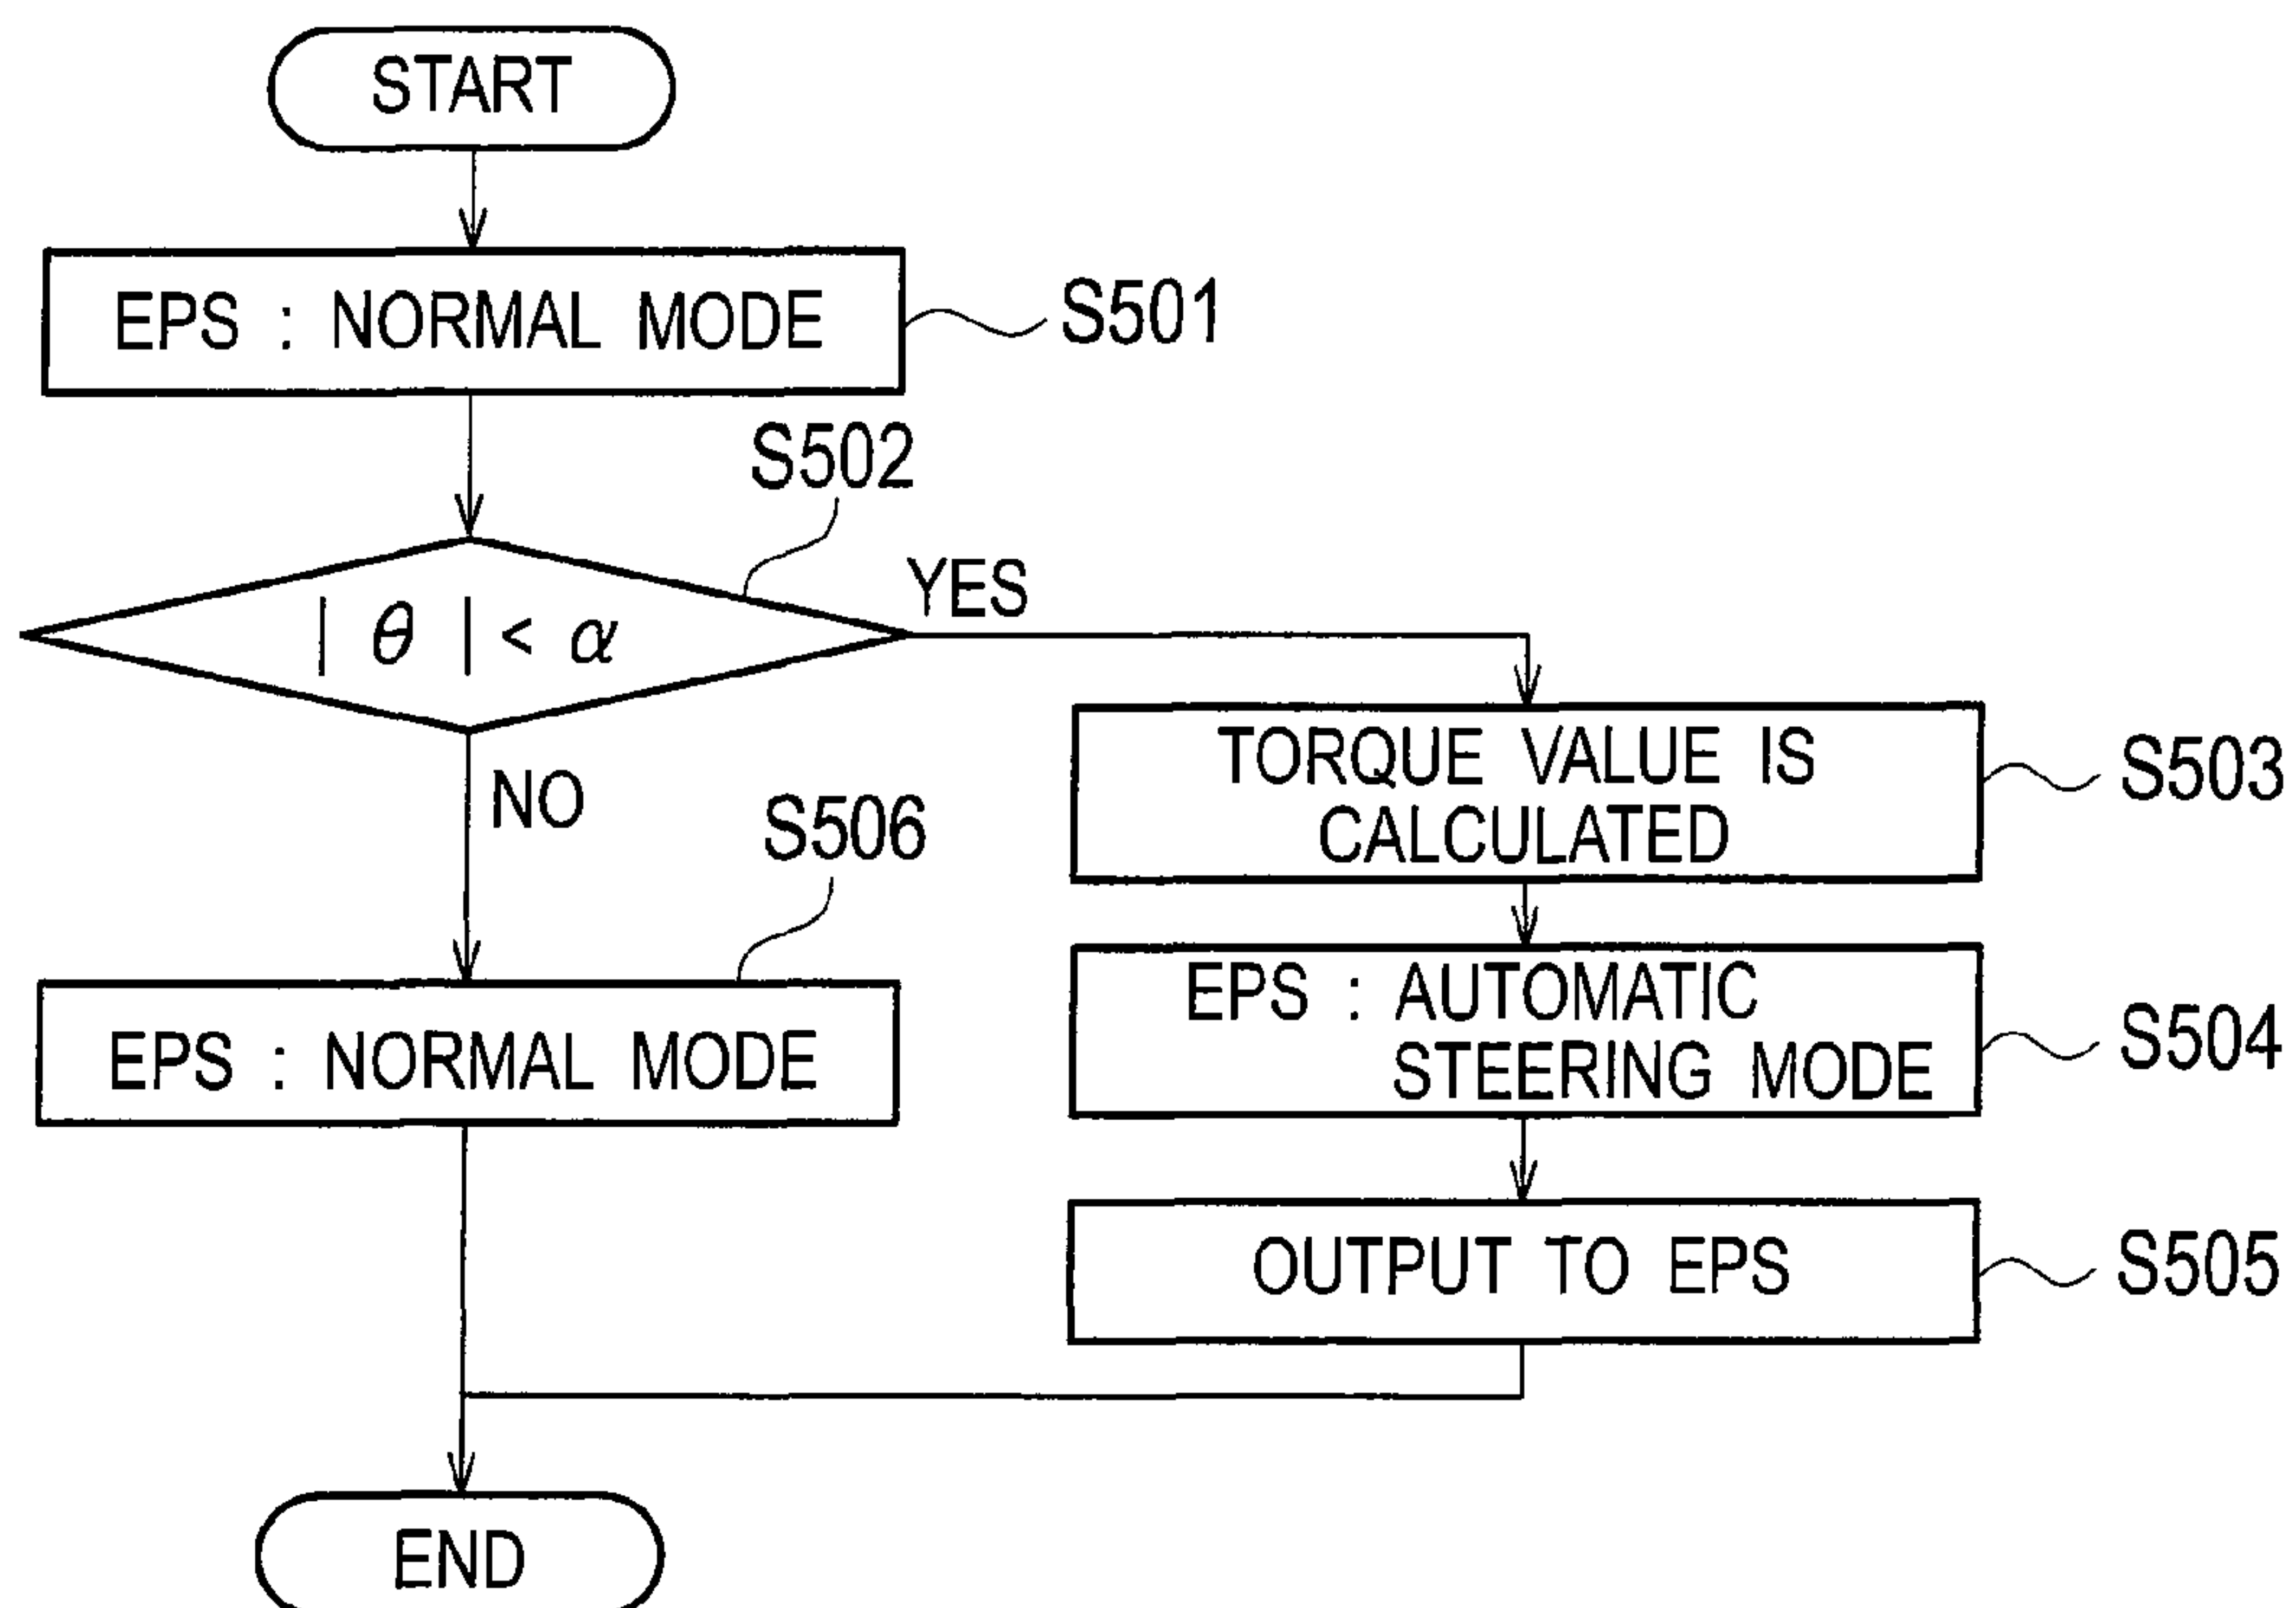 START
EPS : NORMAL MODE
S501
S502
| θ | < α
YES
NO
TORQUE VALUE IS
CALCULATED
S503
S506
EPS : AUTOMATIC
STEERING MODE
S504
EPS : NORMAL MODE
OUTPUT TO EPS
S505
END